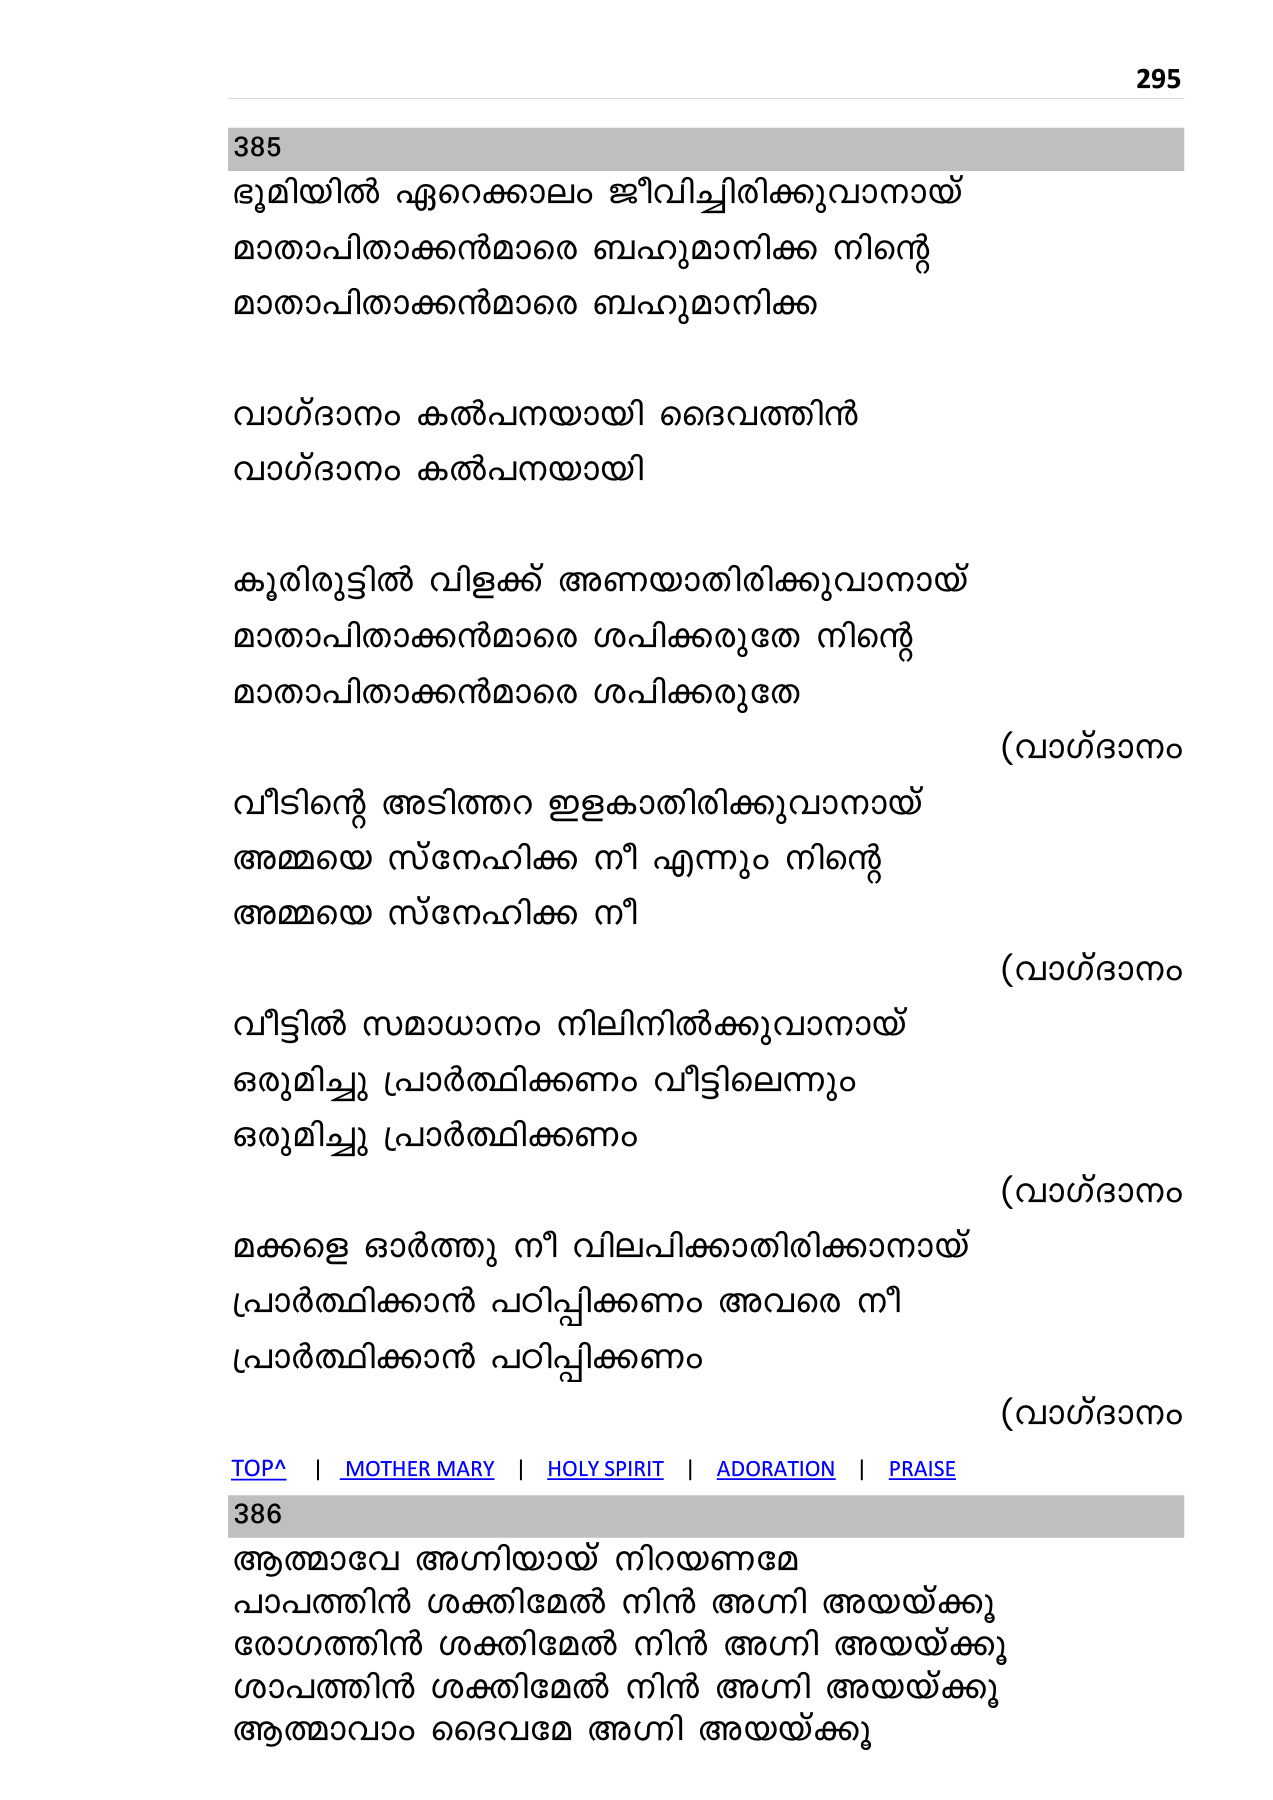 295
385
ഭൂമിയിൽ ഏറെക്കാലം ജീവിച്ചിരിക്കുവാനായ്
മാതാപിതാക്കൻമാരെ ബഹുമാനിക്ക നിന്റെ
മാതാപിതാക്കൻമാരെ ബഹുമാനിക്ക
വാഗ്ദാനം കൽപനയായി ദൈവത്തിൻ
വാഗ്ദാനം കൽപനയായി
കൂരിരുട്ടിൽ വിളക്ക് അണയാതിരിക്കുവാനായ്
മാതാപിതാക്കൻമാരെ ശപിക്കരുതേ നിന്റെ
മാതാപിതാക്കൻമാരെ ശപിക്കരുതേ
(വാഗ്ദാനം
വീടിന്റെ അടിത്തറ ഇളകാതിരിക്കുവാനായ്
അമ്മയെ സ്നേഹിക്ക നീ എന്നും നിന്റെ
അമ്മയെ സ്നേഹിക്ക നീ
(വാഗ്ദാനം
വീട്ടിൽ സമാധാനം നിലിനിൽക്കുവാനായ്
ഒരുമിച്ചു പ്രാർത്ഥിക്കണം വീട്ടിലെന്നും
ഒരുമിച്ചു പ്രാർത്ഥിക്കണം
(വാഗ്ദാനം
മക്കളെ ഓർത്തു നീ വിലപിക്കാതിരിക്കാനായ്
പ്രാർത്ഥിക്കാൻ പഠിപ്പിക്കണം അവരെ നീ
പ്രാർത്ഥിക്കാൻ പഠിപ്പിക്കണം
(വാഗ്ദാനം
TOP^ | MOTHER MARY | HOLY SPIRIT | ADORATION | PRAISE
386
ആത്മാവേ അഗ്നിയായ് നിറയണമേ
പാപത്തിൻ ശക്തിമേൽ നിൻ അഗ്നി അയയ്ക്കൂ
രോഗത്തിൻ ശക്തിമേൽ നിൻ അഗ്നി അയയ്ക്കൂ
ശാപത്തിൻ ശക്തിമേൽ നിൻ അഗ്നി അയയ്ക്കൂ
ആത്മാവാം ദൈവമേ അഗ്നി അയയ്ക്കൂ